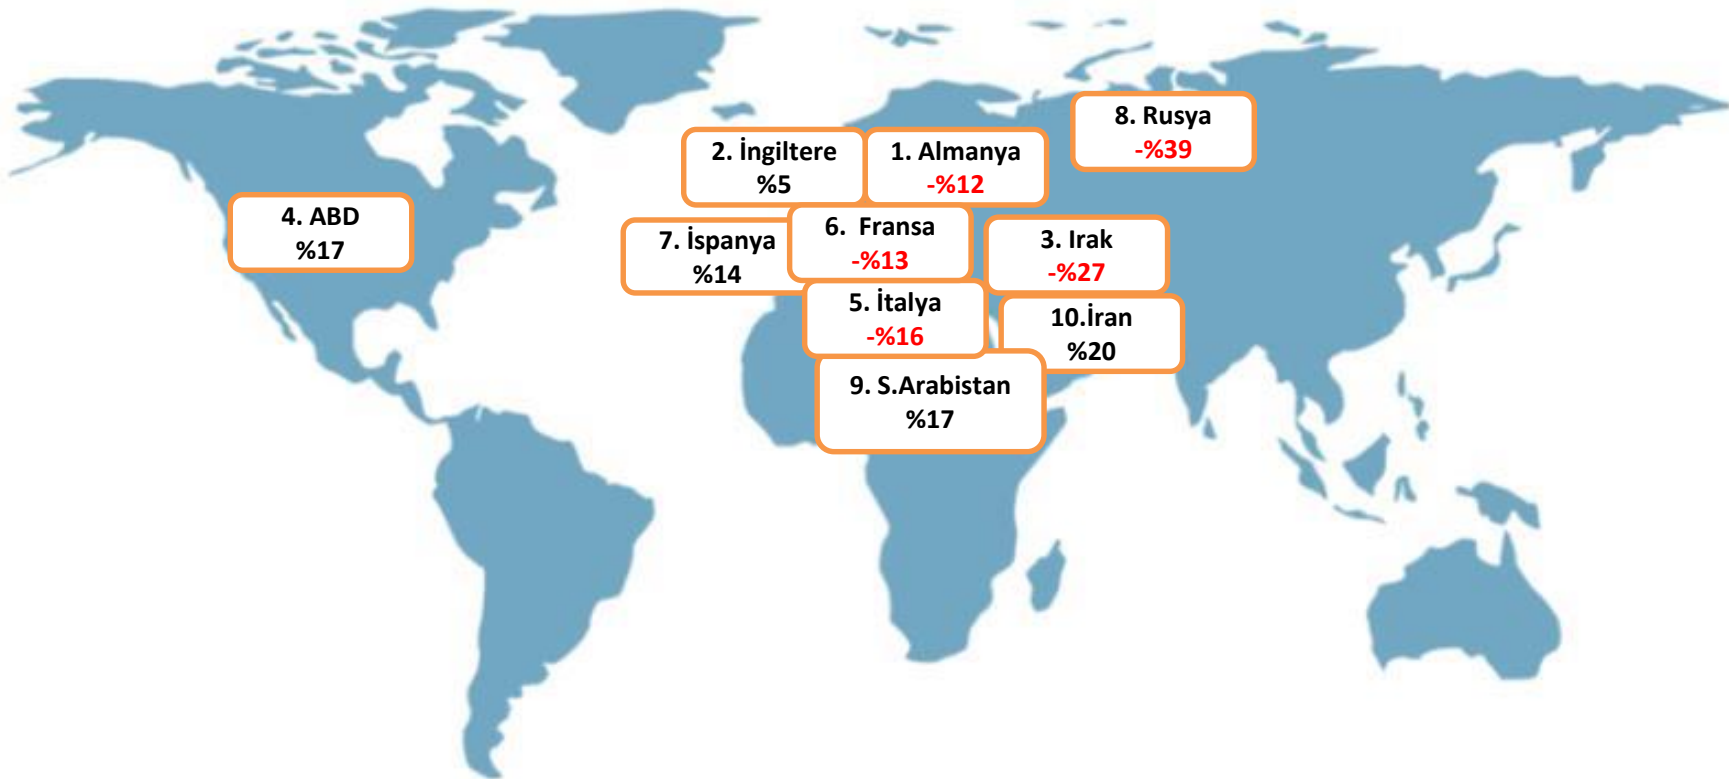 8. Rusya
-%39
2. İngiltere
%5
1. Almanya
-%12
4. ABD
%17
7. İspanya
%14
6. Fransa
-%13
3. Irak
-%27
5. İtalya
-%16
10.İran
%20
9. S.Arabistan
%17